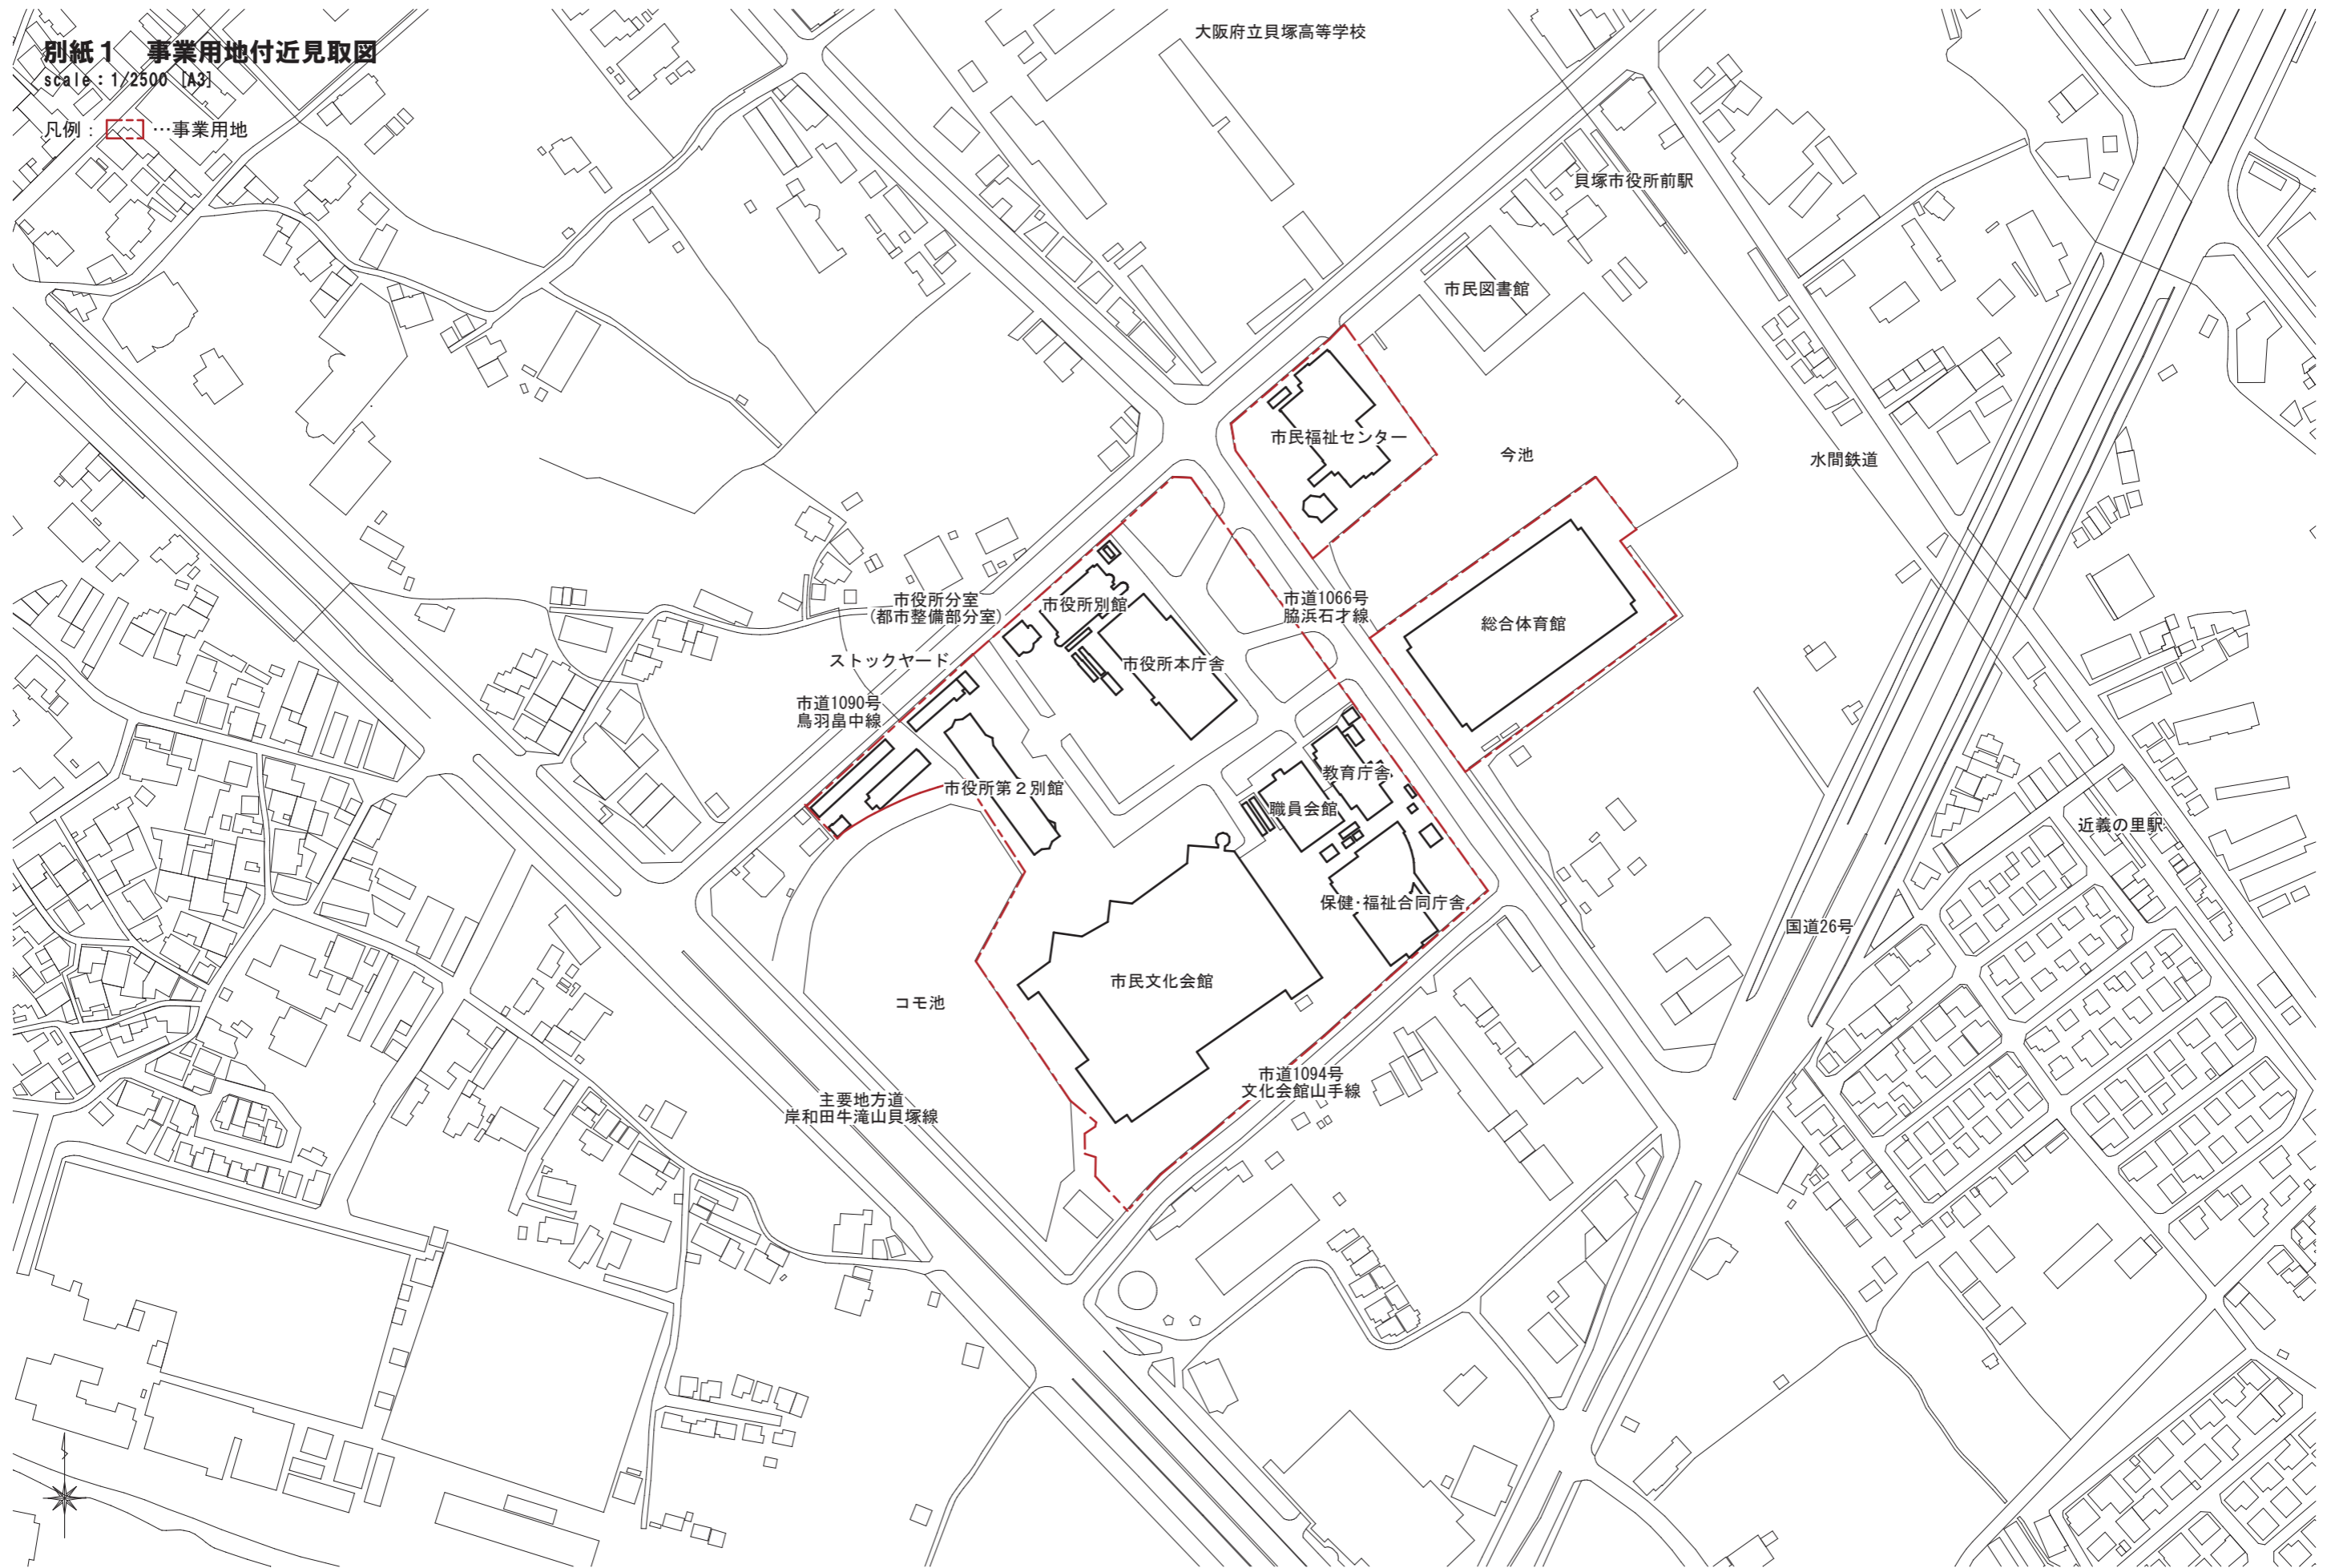 別紙1　事業用地付近見取図
scale：1/2500 [A3]
凡例：　…事業用地
大阪府立貝塚高等学校
貝塚市役所前駅
市民図書館
市民福祉センター
今池
水間鉄道
市役所分室
(都市整備部分室)
市役所別館
市道1066号
脇浜石才線
総合体育館
ストックヤード
市役所本庁舎
市道1090号
鳥羽畠中線
市役所第２別館
教育庁舎
職員会館
近義の里駅
保健・福祉合同庁舎
国道26号
市民文化会館
コモ池
市道1094号
文化会館山手線
主要地方道
岸和田牛滝山貝塚線